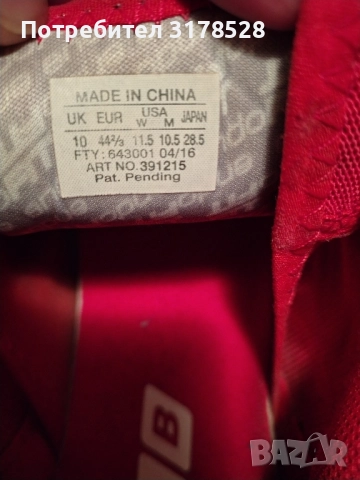 Потребител 3178528
MADE IN CHINA
UK EUR USA W M JAPAN
10 44⅔ 11.5 10.5 28.5
FTY: 643001 04/16
ART NO.391215
Pat. Pending
B
BAZAR